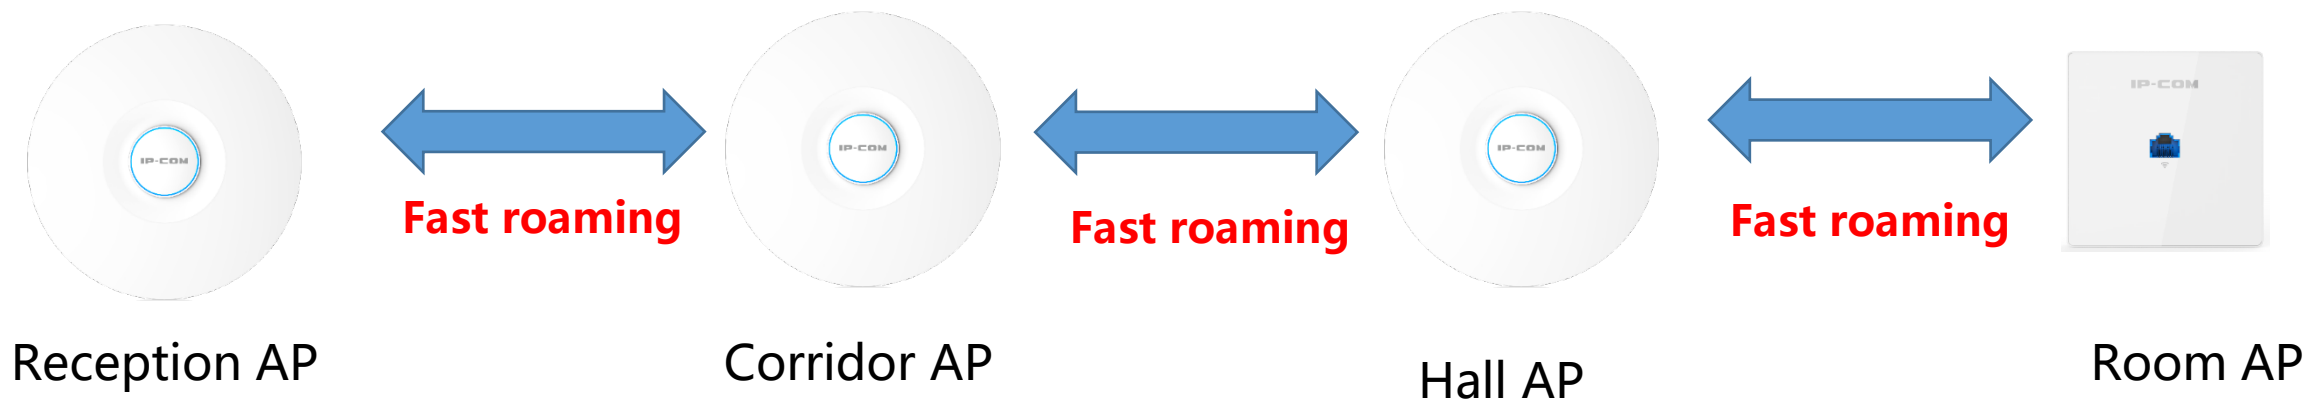 IP-COM
IP-COM
IP-COM
IP-COM
Fast roaming
Fast roaming
Fast roaming
Reception AP
Corridor AP
Hall AP
Room AP